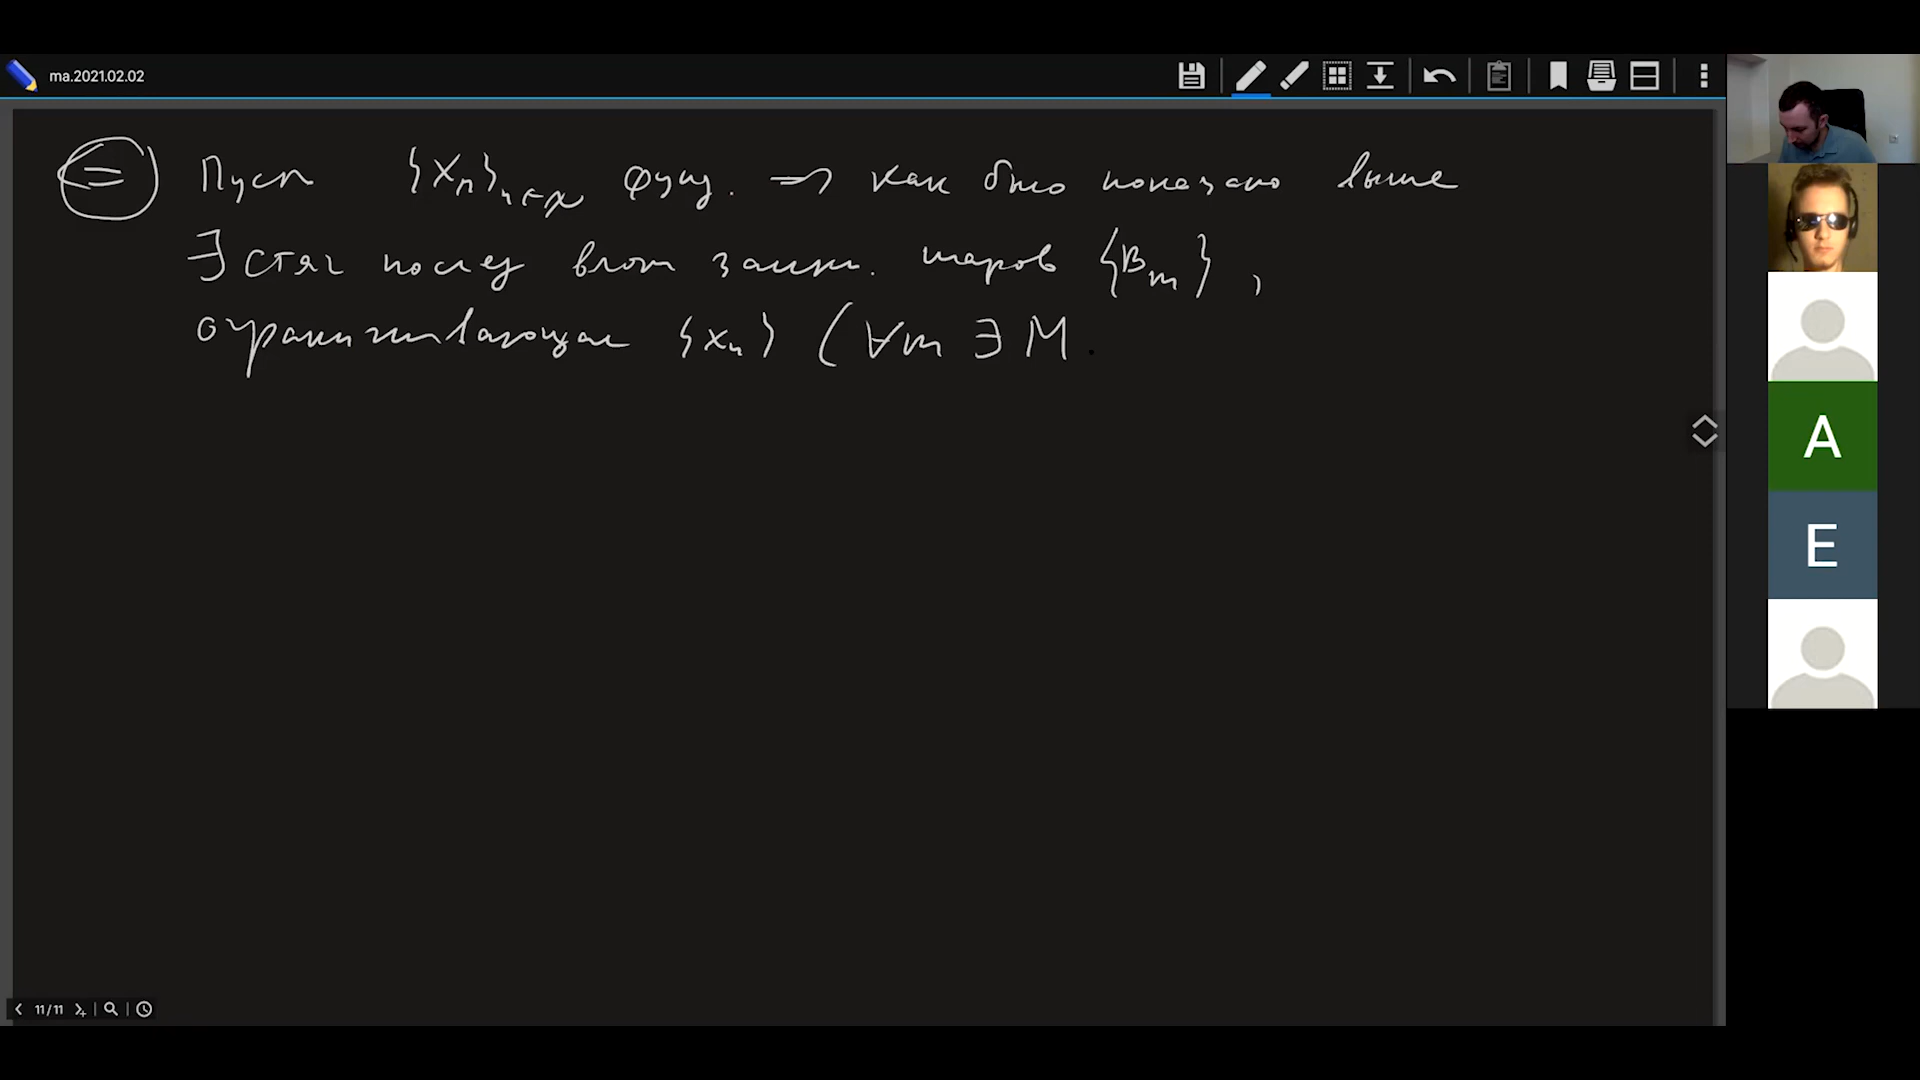 ma.2021.02.02
⇐ Пусть {xₙ}ₙ∈ℕ фунд. ⇒ как было показано выше
∃ стяг послед влож замкн. шаров {Bₘ},
ограничивающая {xₙ} (∀m ∃ M
A
E
11/11